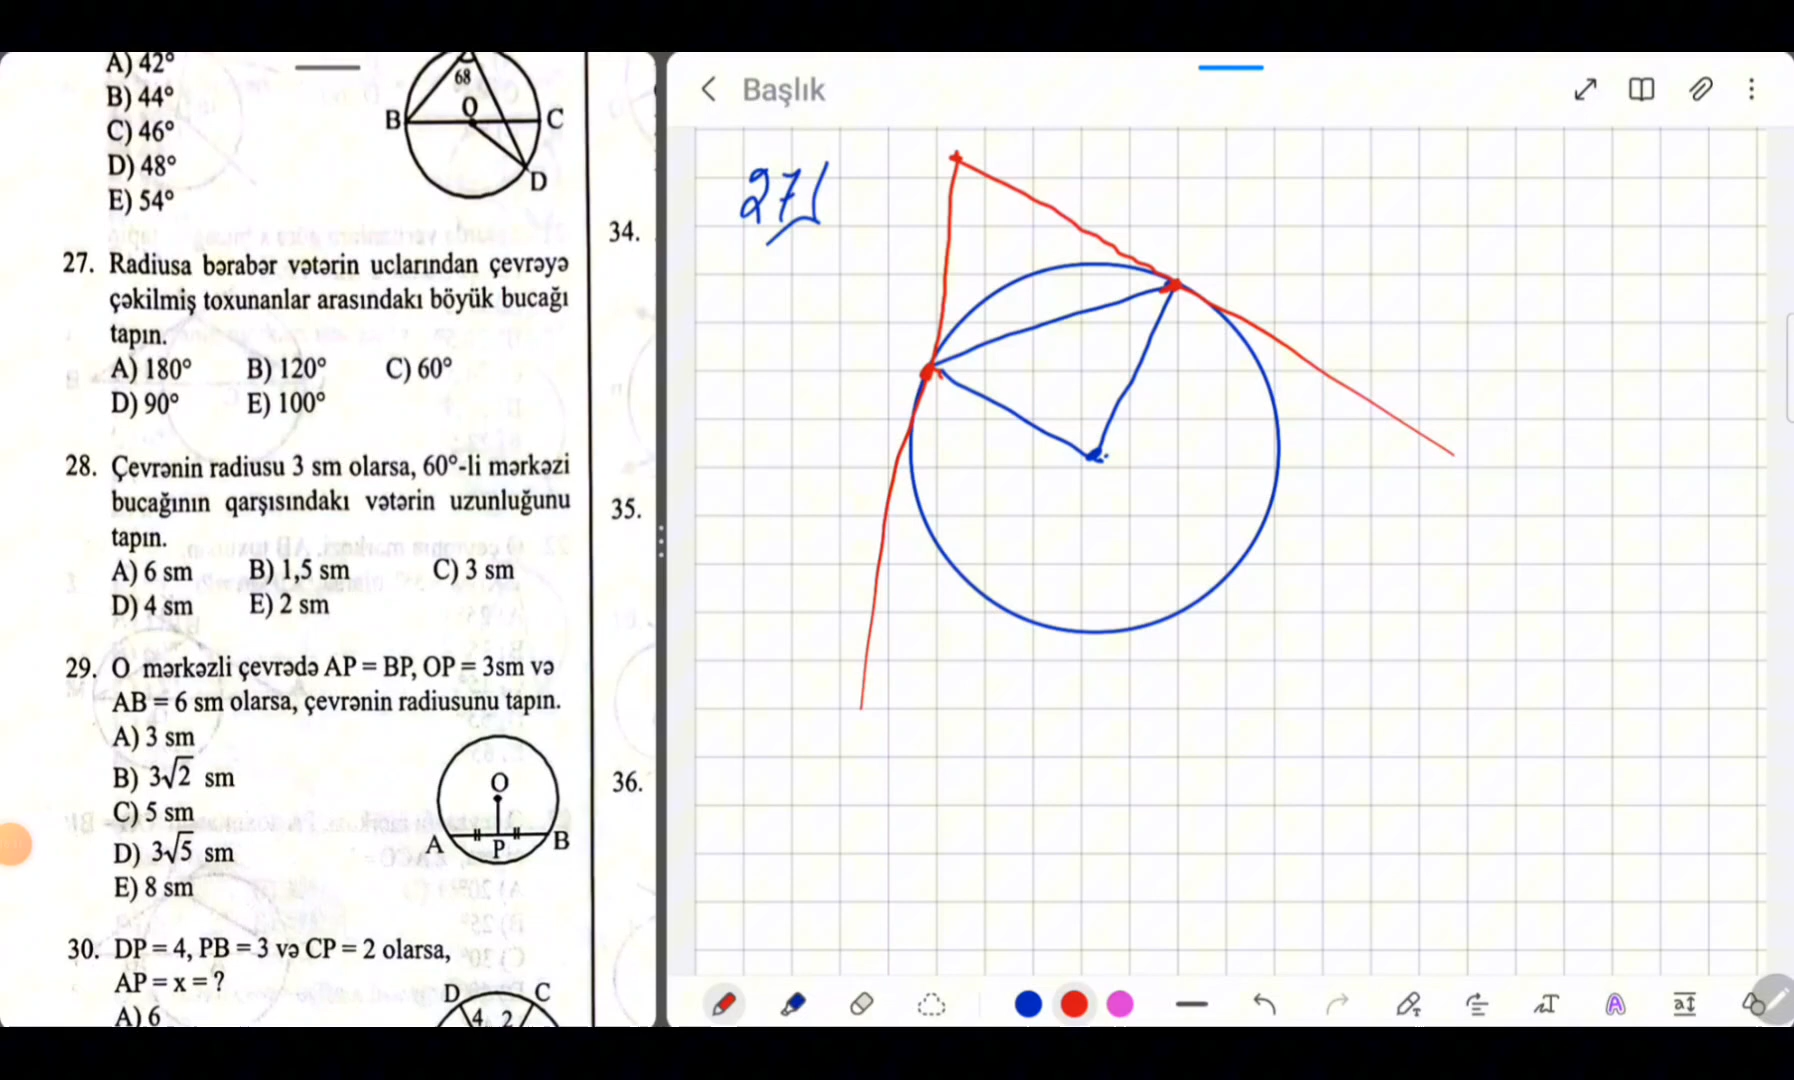 A) 42°
B) 44°
C) 46°
D) 48°
E) 54°
68
B
O
C
D
27. Radiusa bərabər vətərin uclarından çevrəyə
çəkilmiş toxunanlar arasındakı böyük bucağı
tapın.
A) 180° B) 120° C) 60°
D) 90° E) 100°
28. Çevrənin radiusu 3 sm olarsa, 60°-li mərkəzi
bucağının qarşısındakı vətərin uzunluğunu
tapın.
A) 6 sm B) 1,5 sm C) 3 sm
D) 4 sm E) 2 sm
29. O mərkəzli çevrədə AP = BP, OP = 3sm və
AB = 6 sm olarsa, çevrənin radiusunu tapın.
A) 3 sm
B) 3√2 sm
C) 5 sm
D) 3√5 sm
E) 8 sm
O
A
P
B
30. DP = 4, PB = 3 və CP = 2 olarsa,
AP = x = ?
A) 6
D C
4 2
34.
35.
36.
Başlık
27